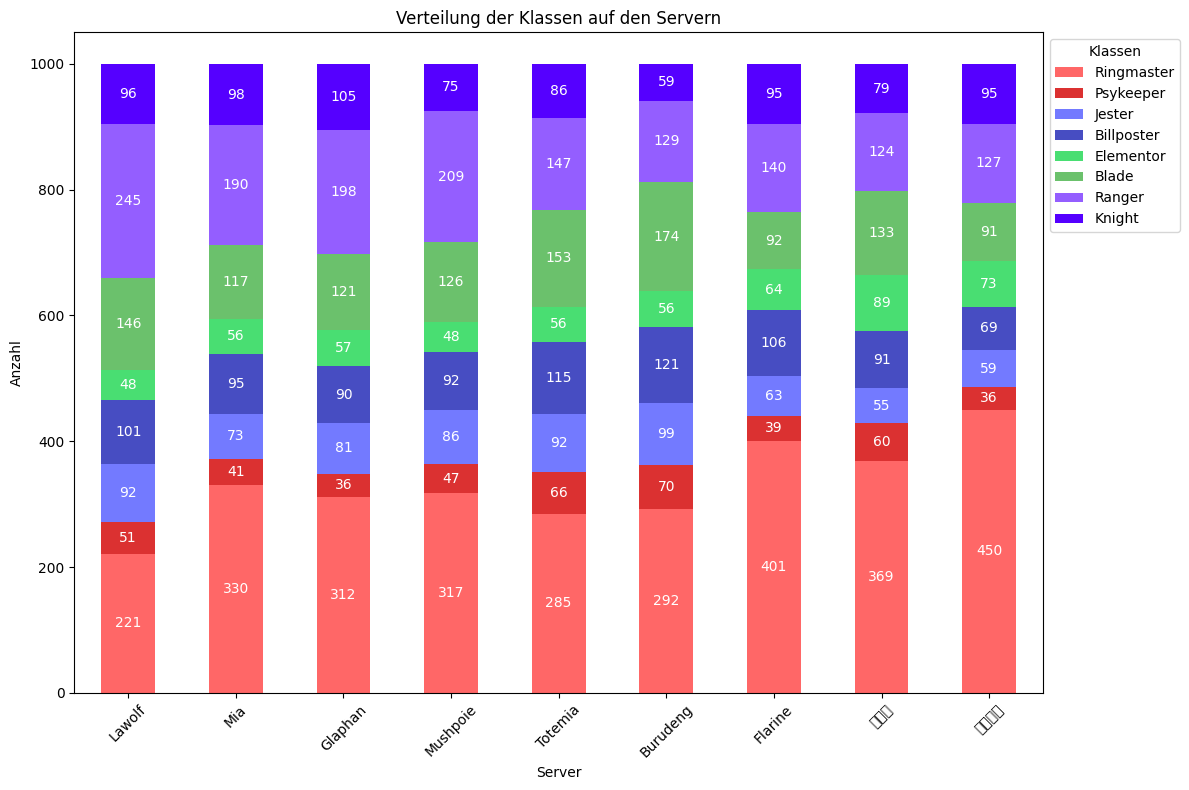 Verteilung der Klassen auf den Servern
Klassen
Ringmaster
Psykeeper
Jester
Billposter
Elementor
Blade
Ranger
Knight
Anzahl
1000
800
600
400
200
0
96 98 105 75 86 59 95 79 95
245 190 198 209 147 129 140 124 127
146 117 121 126 153 174 92 133 91
48 56 57 48 56 56 64 89 73
101 95 90 92 115 121 106 91 69
92 73 81 86 92 99 63 55 59
51 41 36 47 66 70 39 60 36
221 330 312 317 285 292 401 369 450
Lawolf Mia Glaphan Mushpoie Totemia Burudeng Flarine
Server